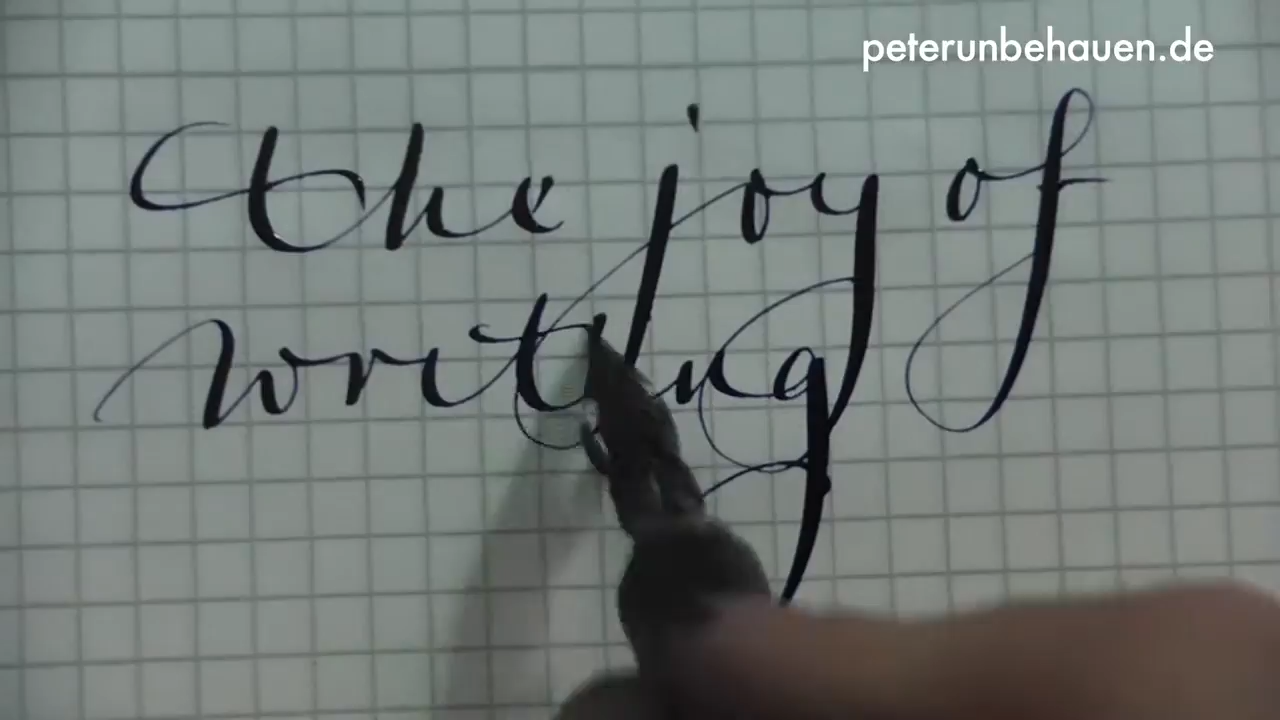 peterunbehauen.de
the joy of
writing